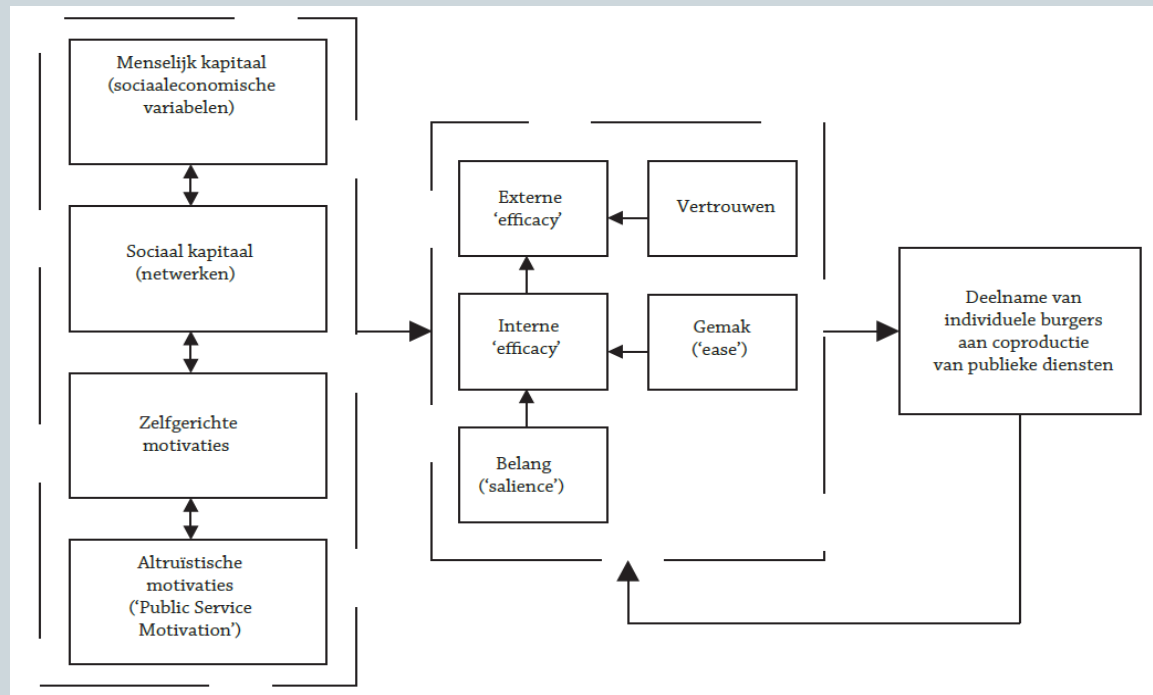 Menselijk kapitaal
(sociaaleconomische
variabelen)
Sociaal kapitaal
(netwerken)
Zelfgerichte
motivaties
Altruïstische
motivaties
(‘Public Service
Motivation’)
Externe
‘efficacy’
Vertrouwen
Interne
‘efficacy’
Gemak
(‘ease’)
Belang
(‘salience’)
Deelname van
individuele burgers
aan coproductie
van publieke diensten